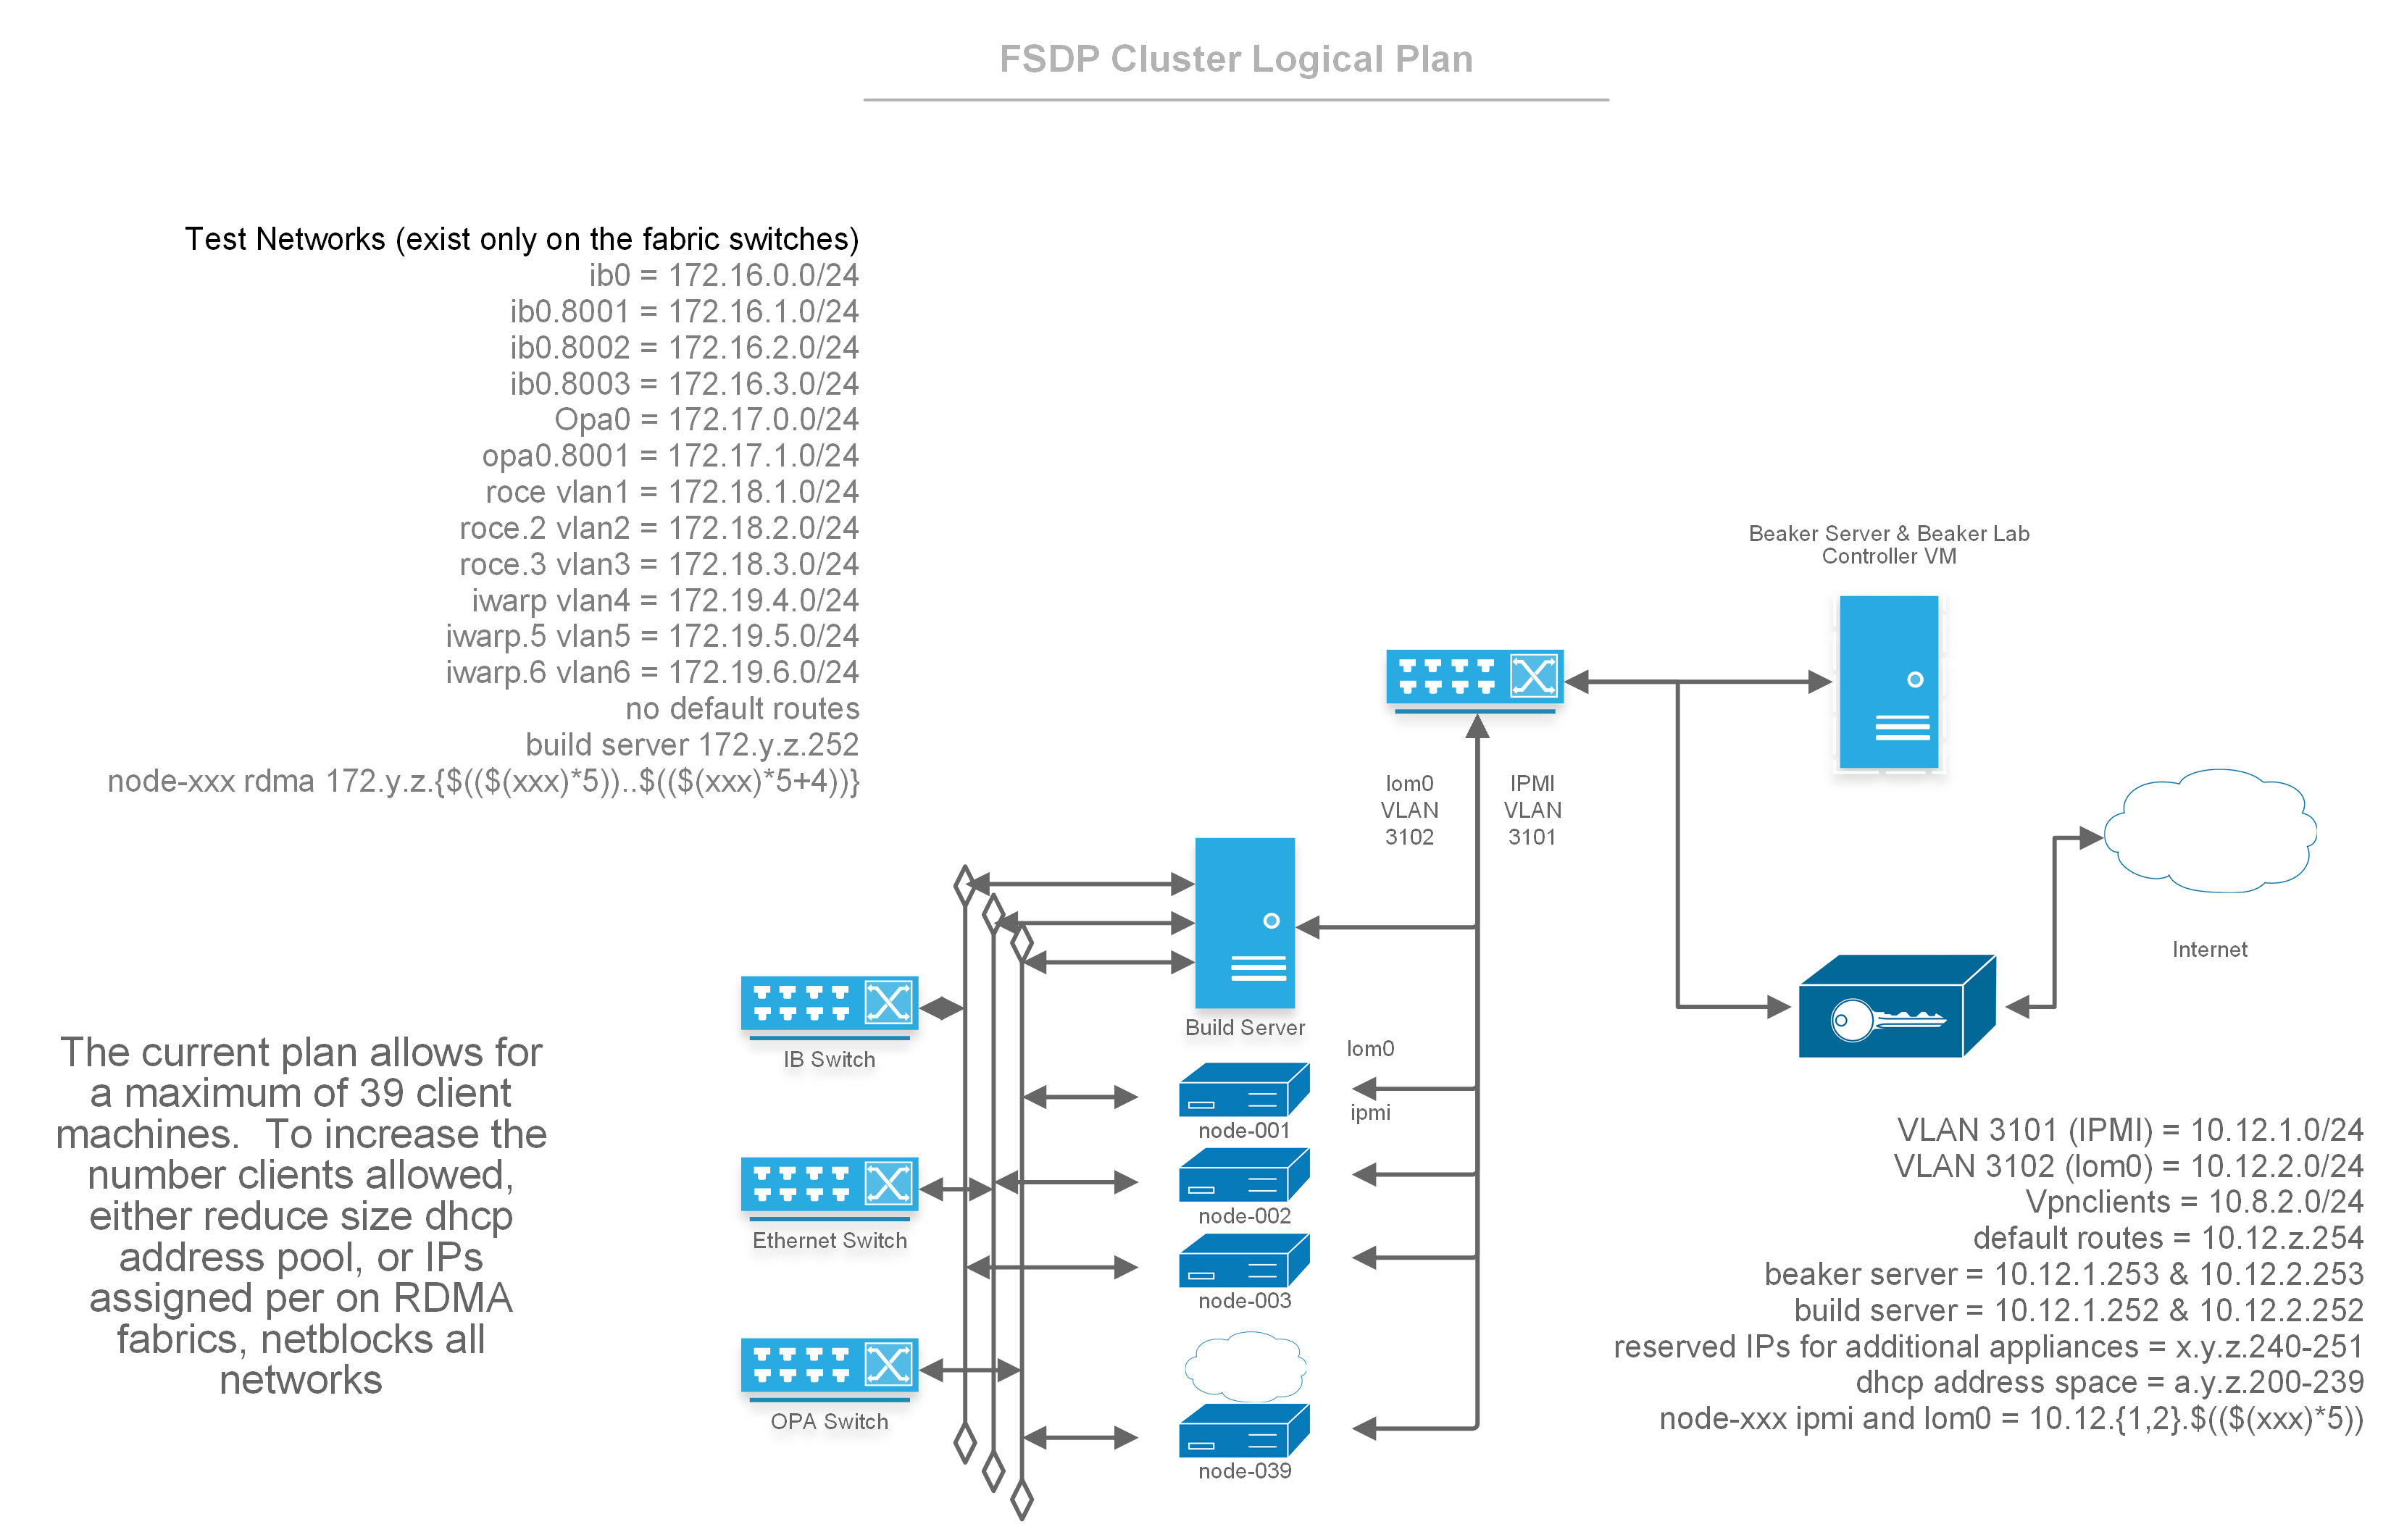 FSDP Cluster Logical Plan
Test Networks (exist only on the fabric switches)
ib0 = 172.16.0.0/24
ib0.8001 = 172.16.1.0/24
ib0.8002 = 172.16.2.0/24
ib0.8003 = 172.16.3.0/24
Opa0 = 172.17.0.0/24
opa0.8001 = 172.17.1.0/24
roce vlan1 = 172.18.1.0/24
roce.2 vlan2 = 172.18.2.0/24
roce.3 vlan3 = 172.18.3.0/24
iwarp vlan4 = 172.19.4.0/24
iwarp.5 vlan5 = 172.19.5.0/24
iwarp.6 vlan6 = 172.19.6.0/24
no default routes
build server 172.y.z.252
node-xxx rdma 172.y.z.{$(($(xxx)*5))..$(($(xxx)*5+4))}
Beaker Server & Beaker Lab
Controller VM
lom0
VLAN
3102
IPMI
VLAN
3101
Internet
Build Server
IB Switch
Ethernet Switch
OPA Switch
lom0
ipmi
node-001
node-002
node-003
node-039
The current plan allows for
a maximum of 39 client
machines.  To increase the
number clients allowed,
either reduce size dhcp
address pool, or IPs
assigned per on RDMA
fabrics, netblocks all
networks
VLAN 3101 (IPMI) = 10.12.1.0/24
VLAN 3102 (lom0) = 10.12.2.0/24
Vpnclients = 10.8.2.0/24
default routes = 10.12.z.254
beaker server = 10.12.1.253 & 10.12.2.253
build server = 10.12.1.252 & 10.12.2.252
reserved IPs for additional appliances = x.y.z.240-251
dhcp address space = a.y.z.200-239
node-xxx ipmi and lom0 = 10.12.{1,2}.$(($(xxx)*5))